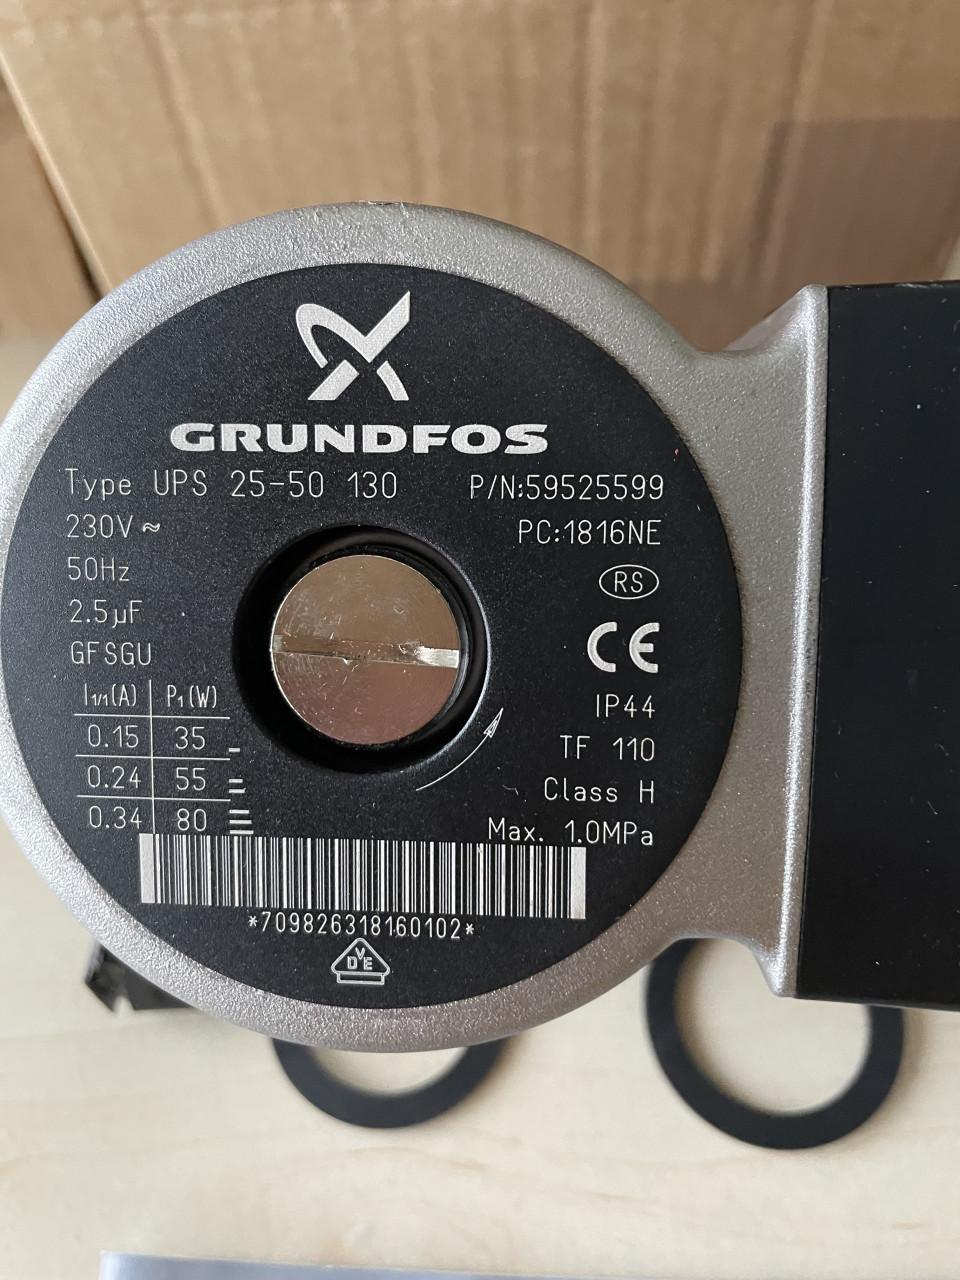 GRUNDFOS
Type UPS 25-50 130 P/N:59525599
230V ~ PC:1816NE
50Hz RS
2.5µF
GFSGU CE
I1/1(A) P1(W) IP44
0.15 35 TF 110
0.24 55 Class H
0.34 80 Max. 1.0MPa
*709826318160102*
VDE